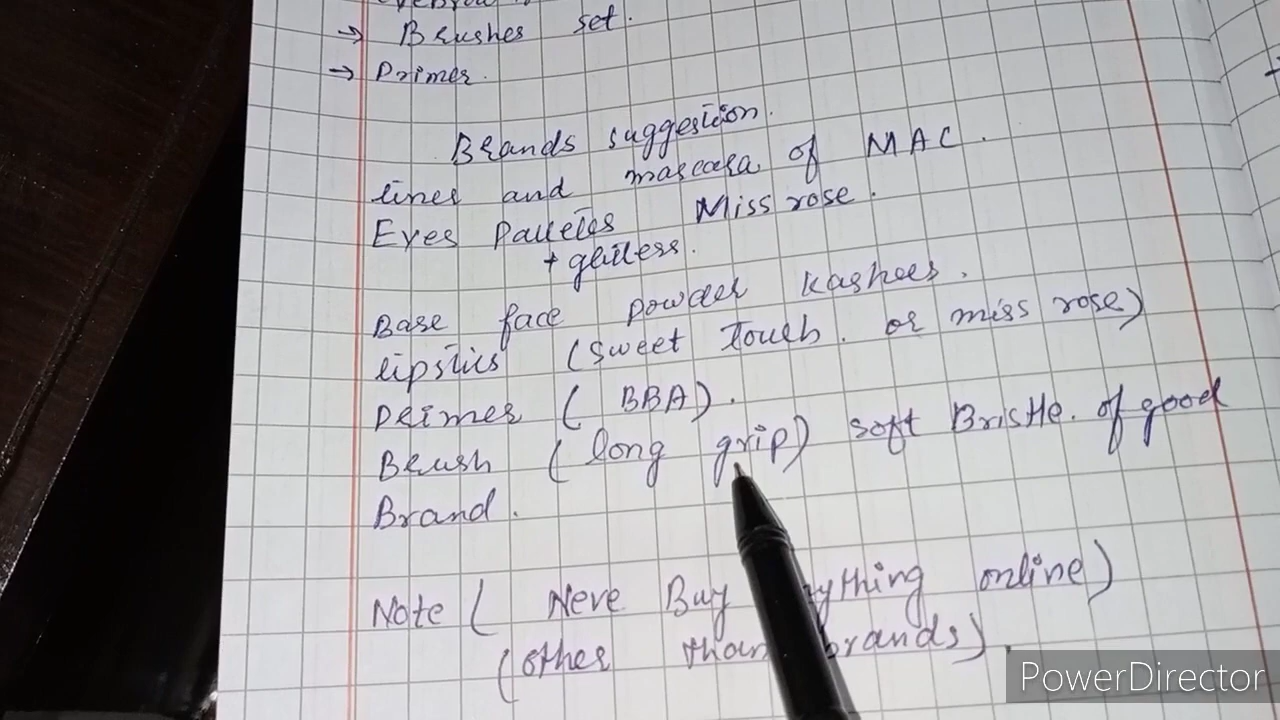 → Brushes set.
→ Primer.
Brands suggestion.
liner and mascara of MAC.
Eyes Palletes Miss rose.
+ glitters.
Base face powder Kashees.
lipstics (sweet Touch. or miss rose)
Primer (BBA).
Brush (long grip) soft Bristle. of good
Brand.
Note ( Neve Buy ything online)
(other than brands).
PowerDirector